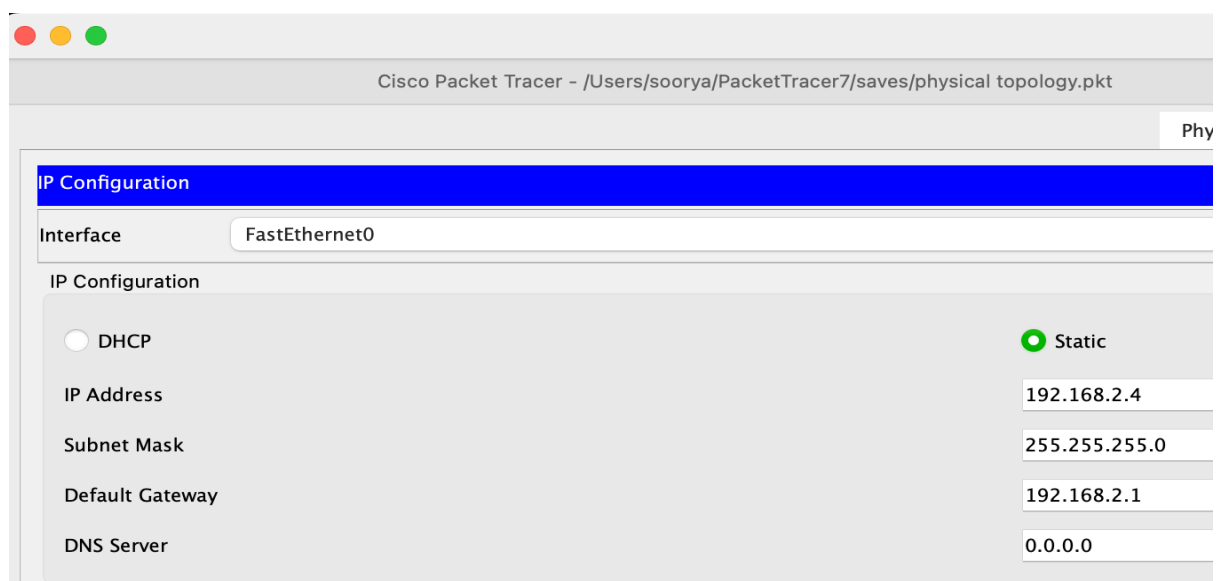 Cisco Packet Tracer - /Users/soorya/PacketTracer7/saves/physical topology.pkt
Phy
IP Configuration
Interface FastEthernet0
IP Configuration
DHCP Static
IP Address 192.168.2.4
Subnet Mask 255.255.255.0
Default Gateway 192.168.2.1
DNS Server 0.0.0.0